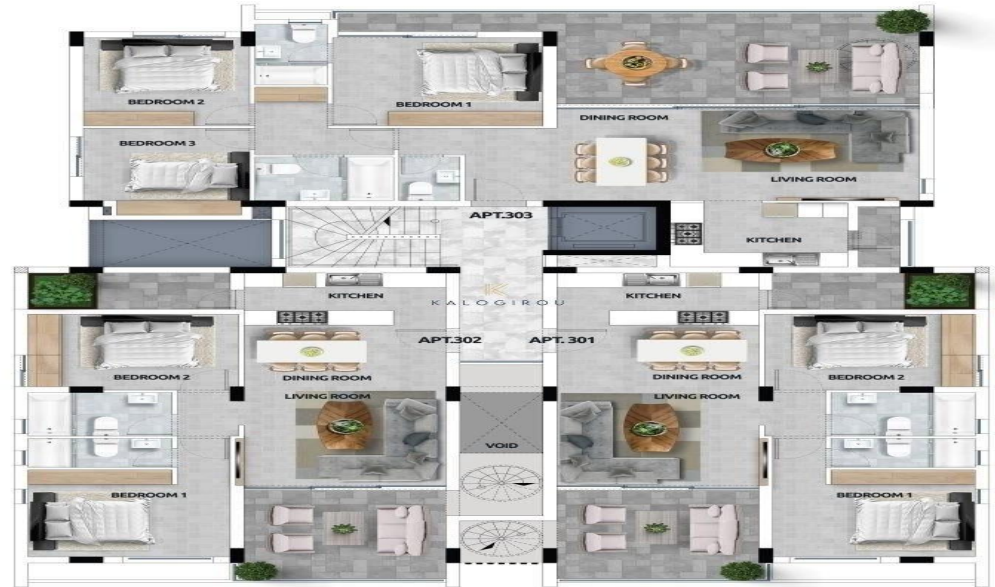 BEDROOM 2
BEDROOM 1
BEDROOM 3
DINING ROOM
LIVING ROOM
APT.303
KITCHEN
KALOGIROU
KITCHEN
KITCHEN
APT.302
APT. 301
BEDROOM 2
DINING ROOM
LIVING ROOM
DINING ROOM
LIVING ROOM
BEDROOM 2
VOID
BEDROOM 1
BEDROOM 1